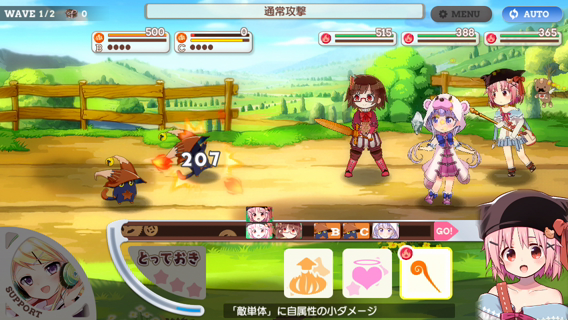 WAVE 1/2 0
通常攻撃
MENU
AUTO
500
B
0
C
515
388
365
207
B
C
GO!
SUPPORT
とっておき
「敵単体」に自属性の小ダメージ